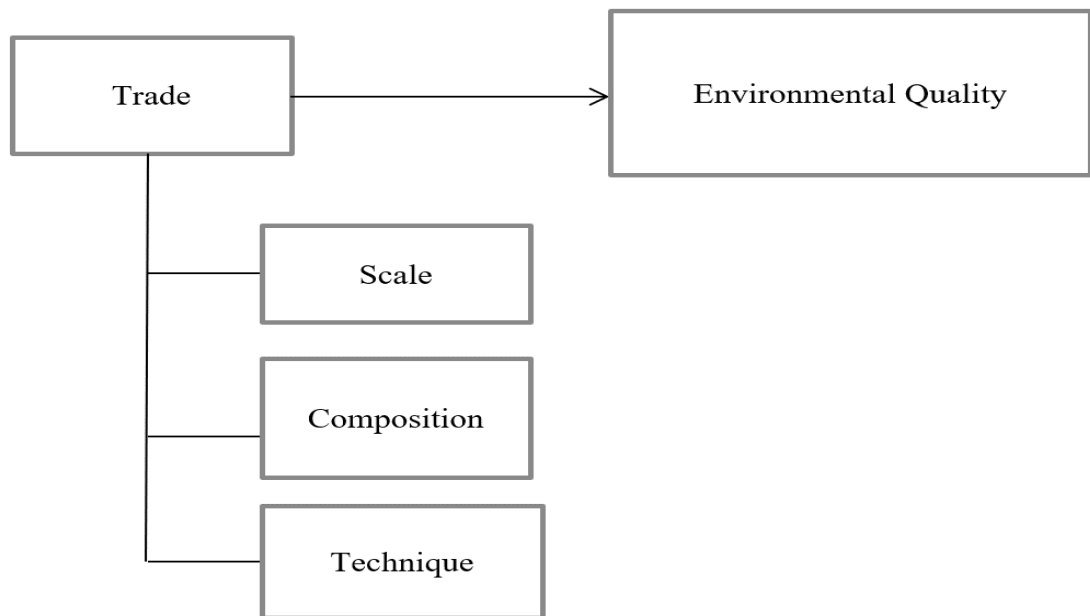 Trade
Environmental Quality
Scale
Composition
Technique